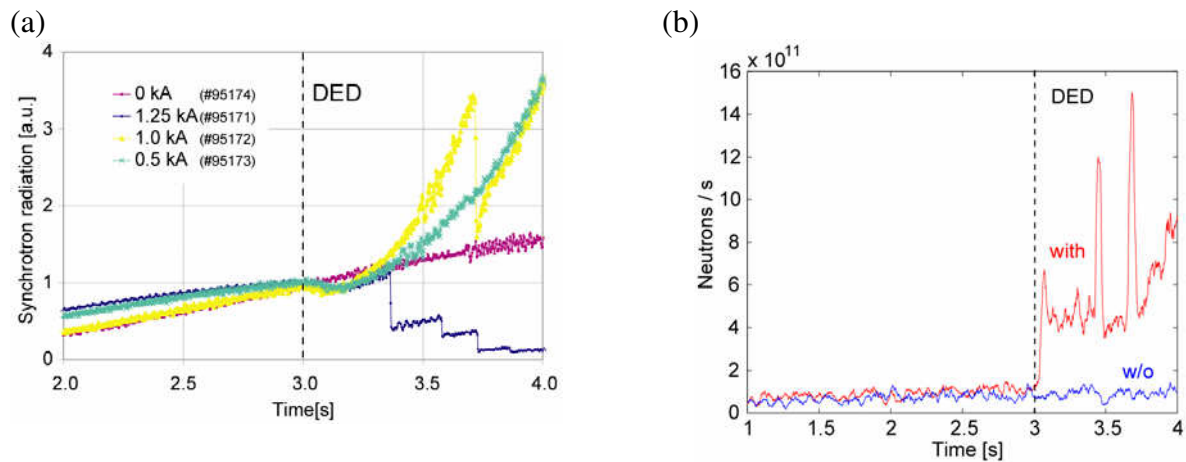 (a)
Synchrotron radiation [a.u.]
4
3
2
1
0
DED
0 kA (#95174)
1.25 kA (#95171)
1.0 kA (#95172)
0.5 kA (#95173)
2.0 2.5 3.0 3.5 4.0
Time[s]
(b)
Neutrons / s
16 x 10¹¹
14
12
10
8
6
4
2
0
DED
with
w/o
1 1.5 2 2.5 3 3.5 4
Time [s]